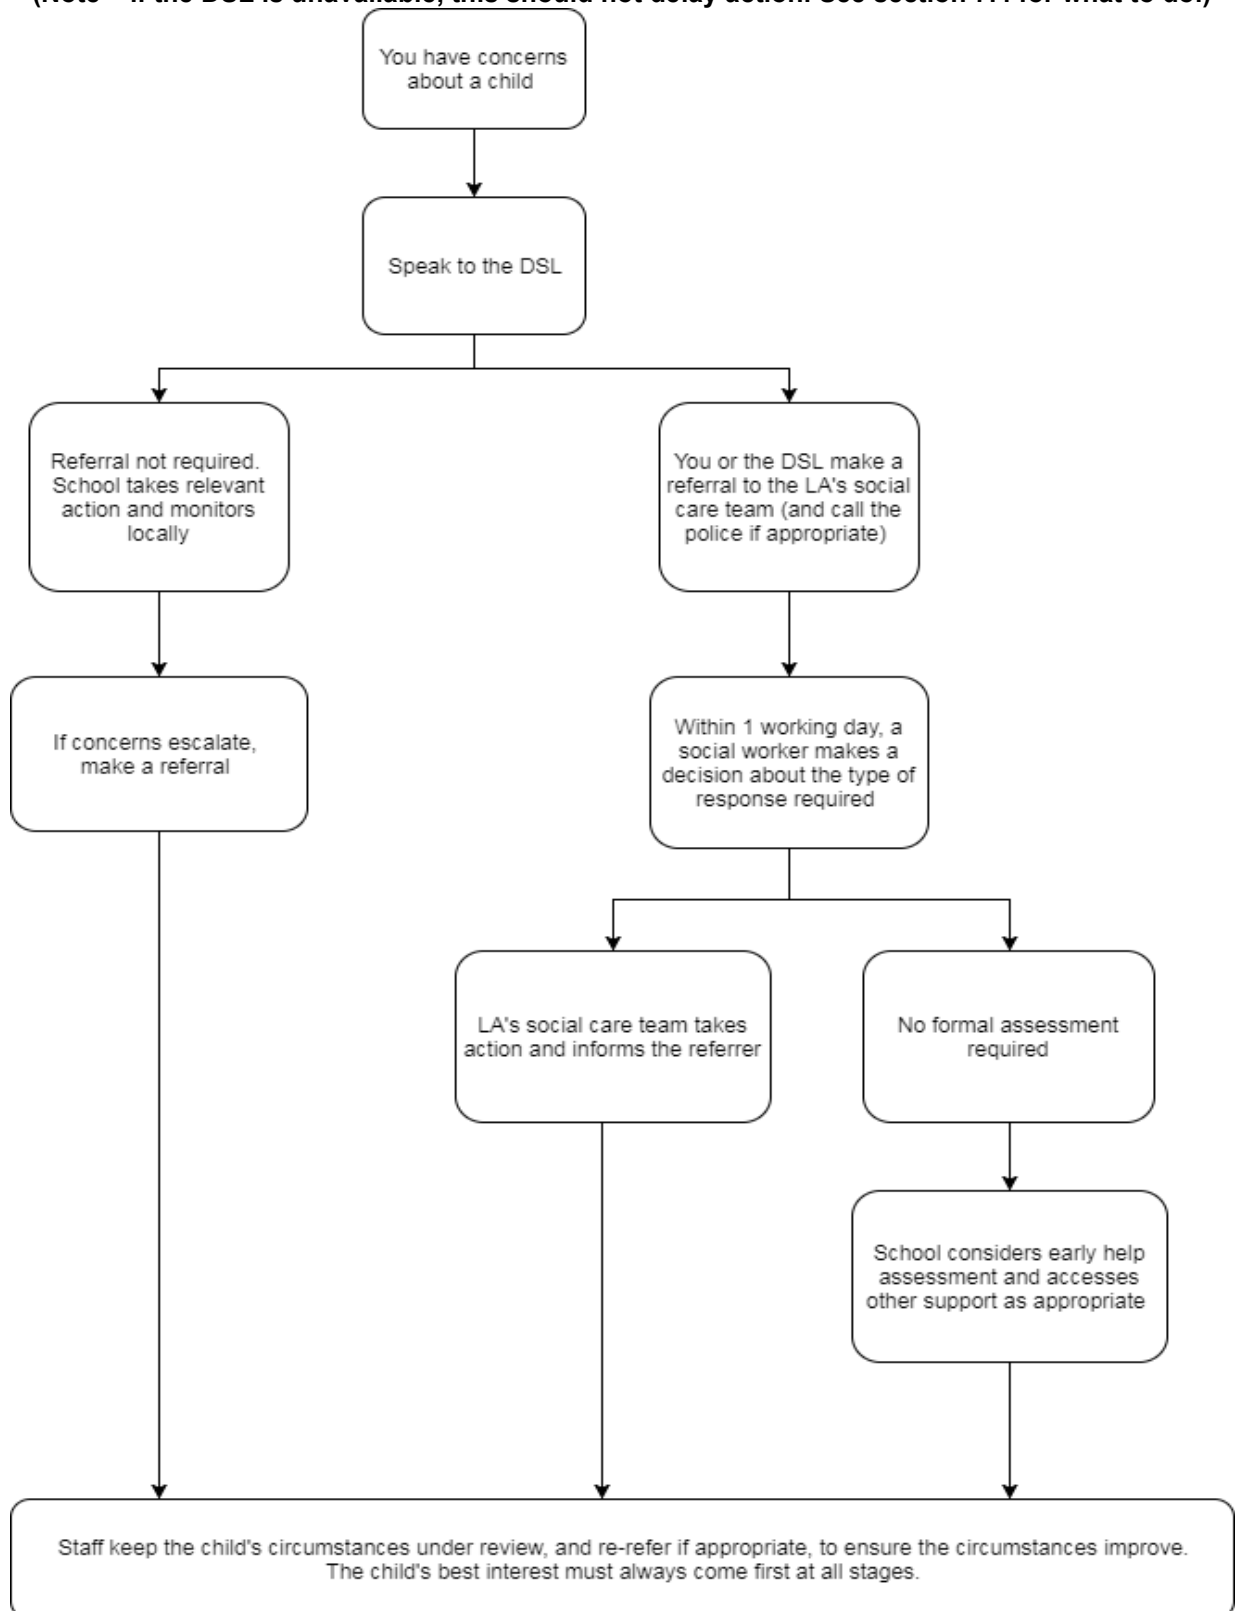 (Note – if the DSL is unavailable, this should not delay action. See section 7.4 for what to do.)
You have concerns
about a child
Speak to the DSL
Referral not required.
School takes relevant
action and monitors
locally
You or the DSL make a
referral to the LA's social
care team (and call the
police if appropriate)
If concerns escalate,
make a referral
Within 1 working day, a
social worker makes a
decision about the type of
response required
LA's social care team takes
action and informs the referrer
No formal assessment
required
School considers early help
assessment and accesses
other support as appropriate
Staff keep the child's circumstances under review, and re-refer if appropriate, to ensure the circumstances improve.
The child's best interest must always come first at all stages.